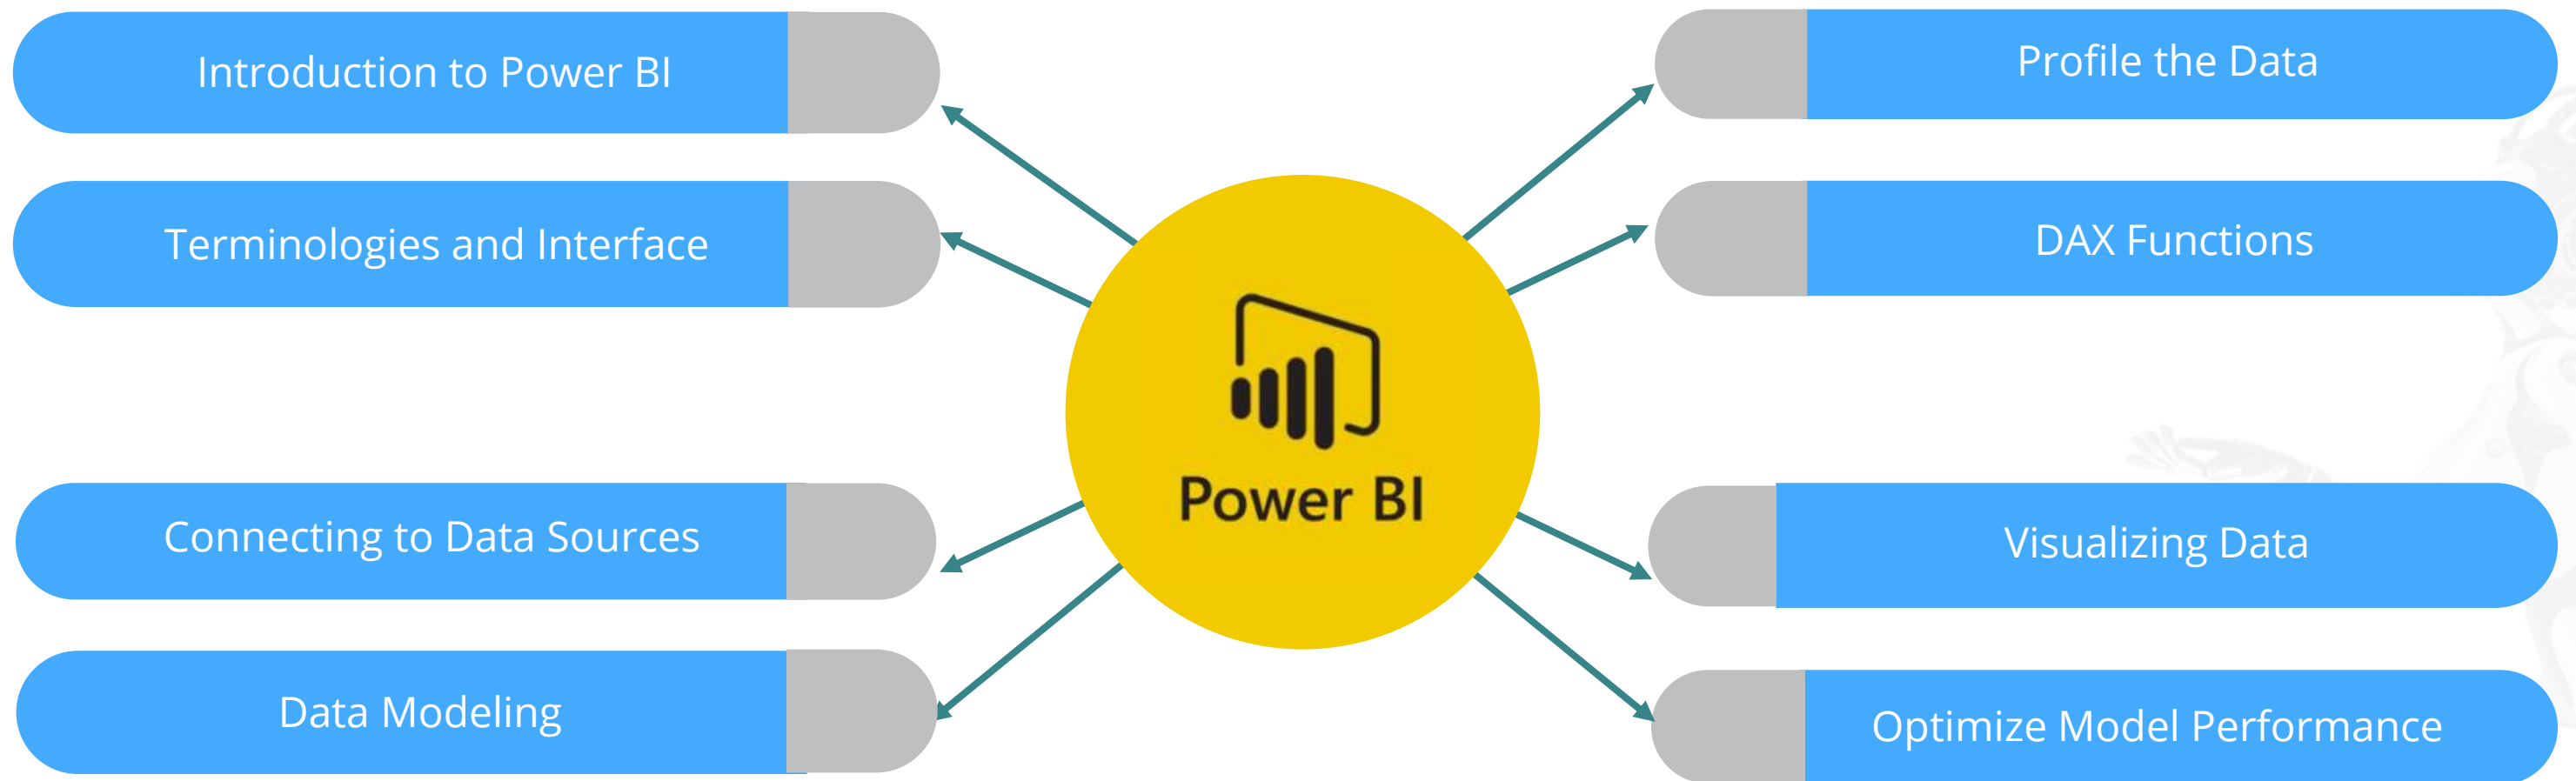 Introduction to Power BI
Terminologies and Interface
Connecting to Data Sources
Data Modeling
Power BI
Profile the Data
DAX Functions
Visualizing Data
Optimize Model Performance